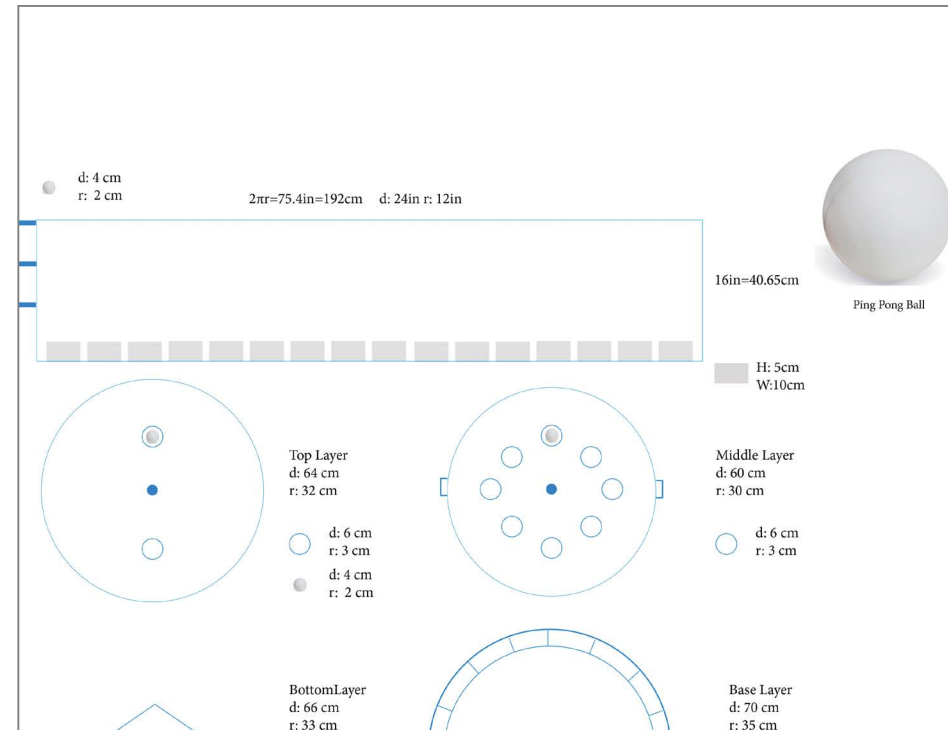 d: 4 cm
r: 2 cm
2πr=75.4in=192cm d: 24in r: 12in
16in=40.65cm
Ping Pong Ball
H: 5cm
W:10cm
Top Layer
d: 64 cm
r: 32 cm
d: 6 cm
r: 3 cm
d: 4 cm
r: 2 cm
Middle Layer
d: 60 cm
r: 30 cm
d: 6 cm
r: 3 cm
BottomLayer
d: 66 cm
r: 33 cm
Base Layer
d: 70 cm
r: 35 cm